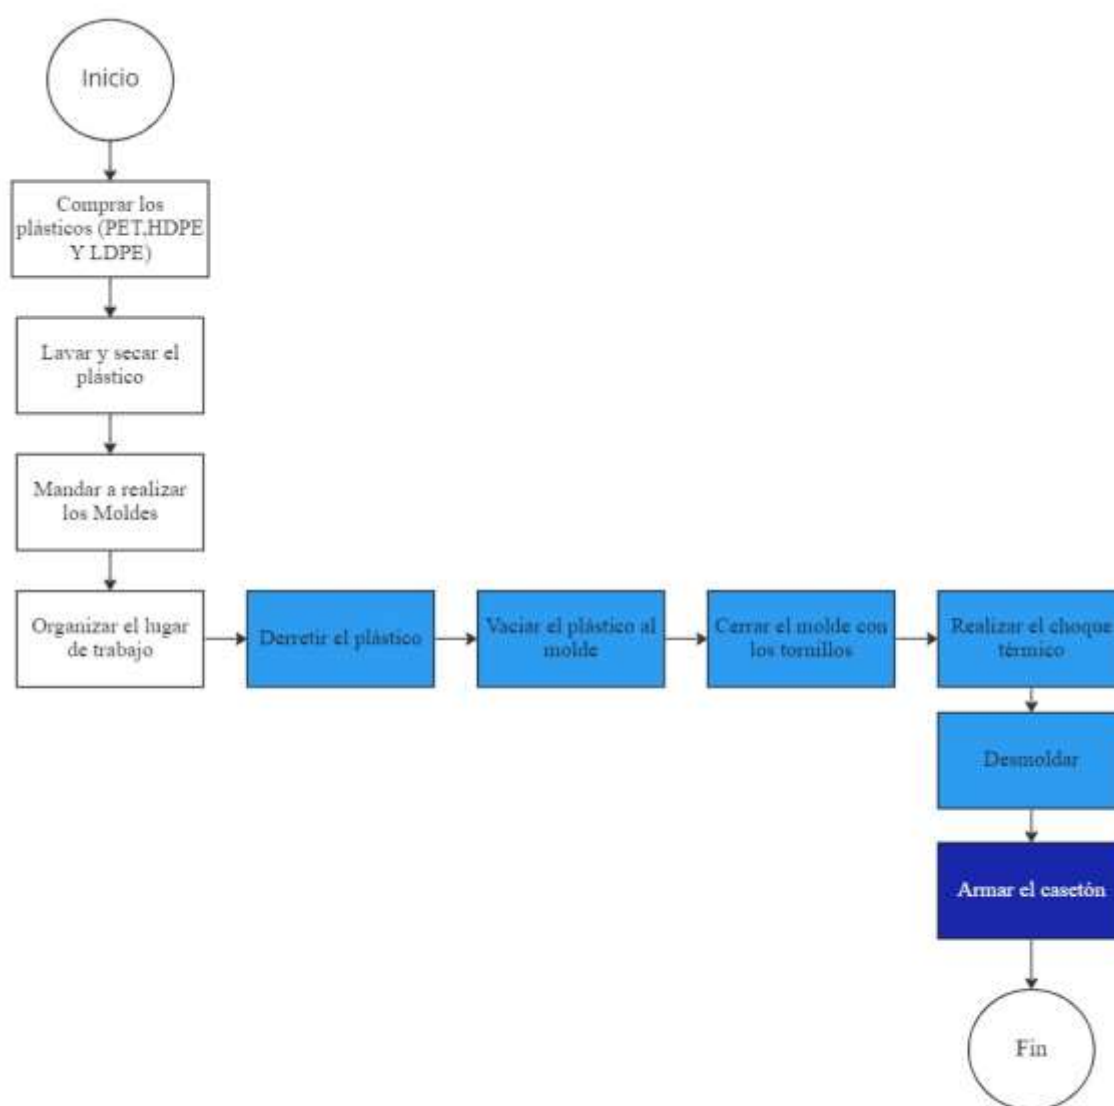 Inicio
Comprar los
plásticos (PET,HDPE
Y LDPE)
Lavar y secar el
plástico
Mandar a realizar
los Moldes
Organizar el lugar
de trabajo
Derretir el plástico
Vaciar el plástico al
molde
Cerrar el molde con
los tornillos
Realizar el choque
térmico
Desmoldar
Armar el casetón
Fin